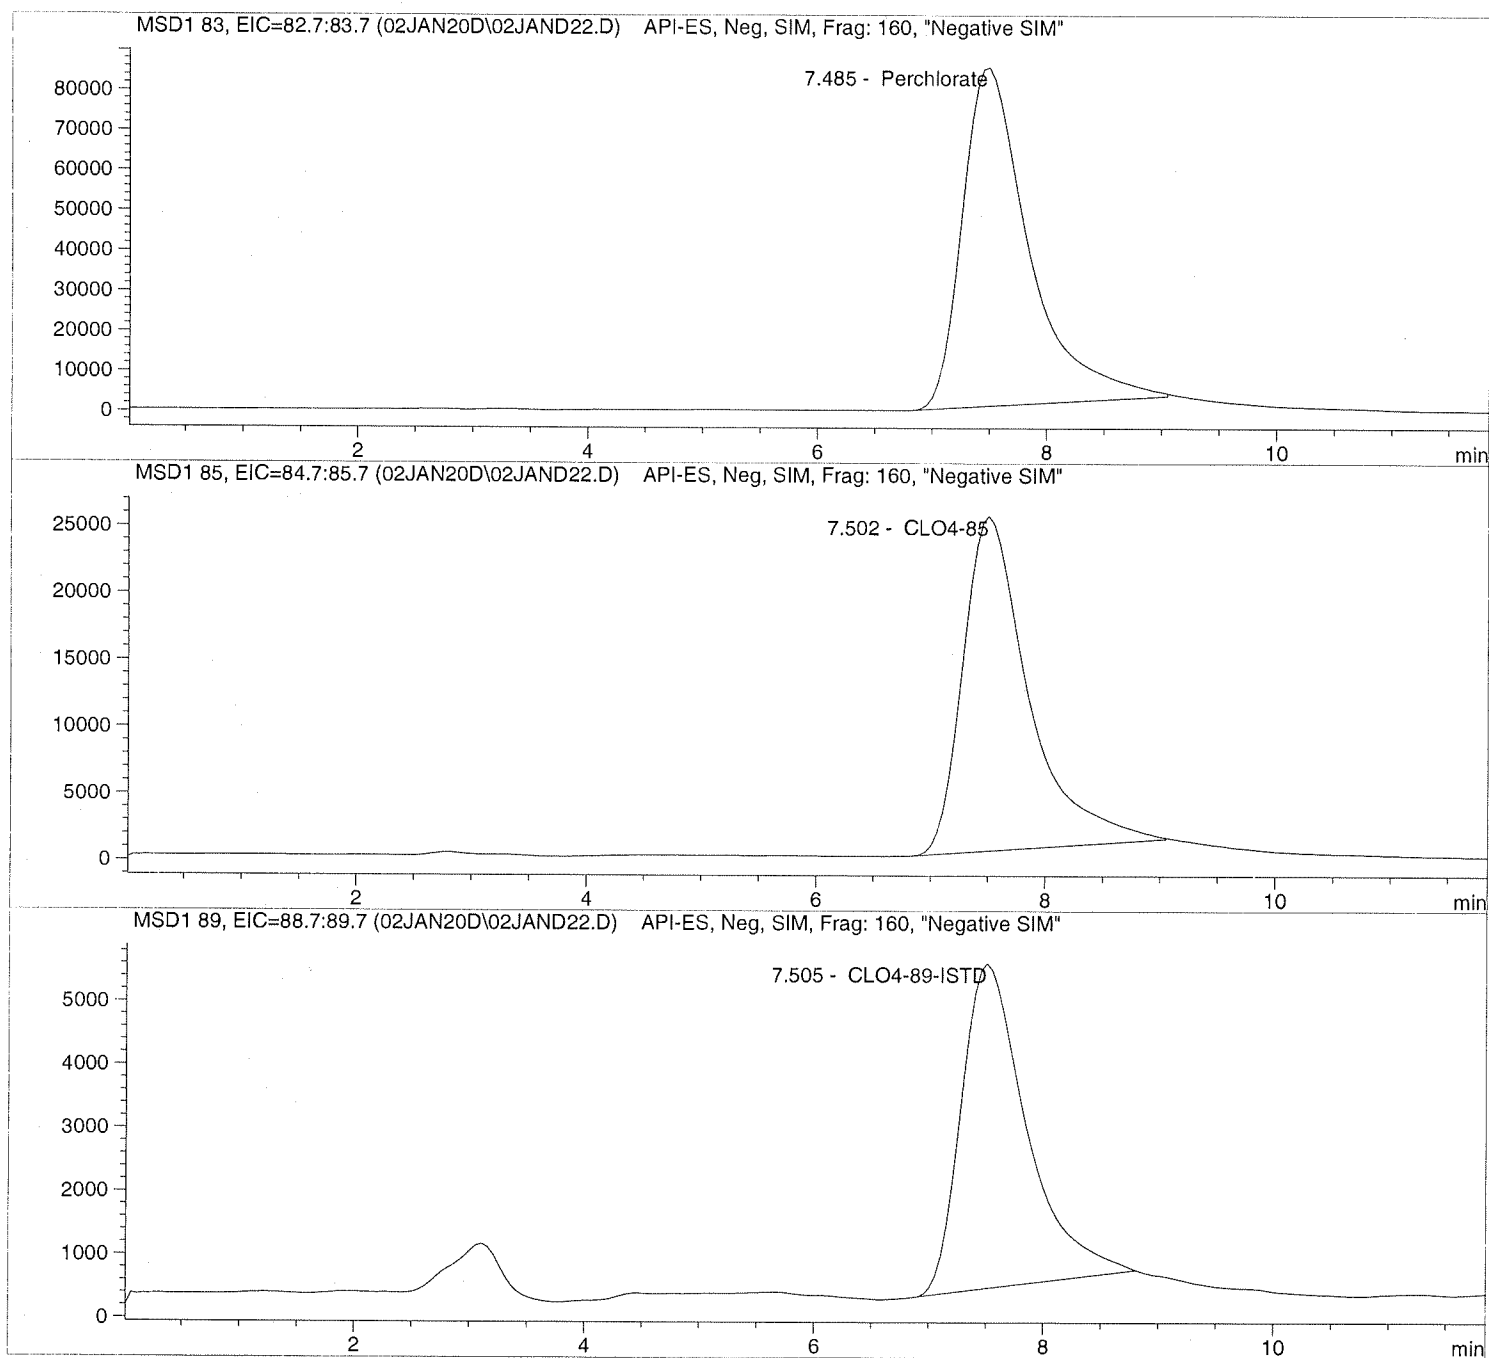 MSD1 83, EIC=82.7:83.7 (02JAN20D\02JAND22.D) API-ES, Neg, SIM, Frag: 160, "Negative SIM"
7.485 - Perchlorate
80000
70000
60000
50000
40000
30000
20000
10000
0
2 4 6 8 10 min
MSD1 85, EIC=84.7:85.7 (02JAN20D\02JAND22.D) API-ES, Neg, SIM, Frag: 160, "Negative SIM"
7.502 - CLO4-85
25000
20000
15000
10000
5000
0
2 4 6 8 10 min
MSD1 89, EIC=88.7:89.7 (02JAN20D\02JAND22.D) API-ES, Neg, SIM, Frag: 160, "Negative SIM"
7.505 - CLO4-89-ISTD
5000
4000
3000
2000
1000
0
2 4 6 8 10 min